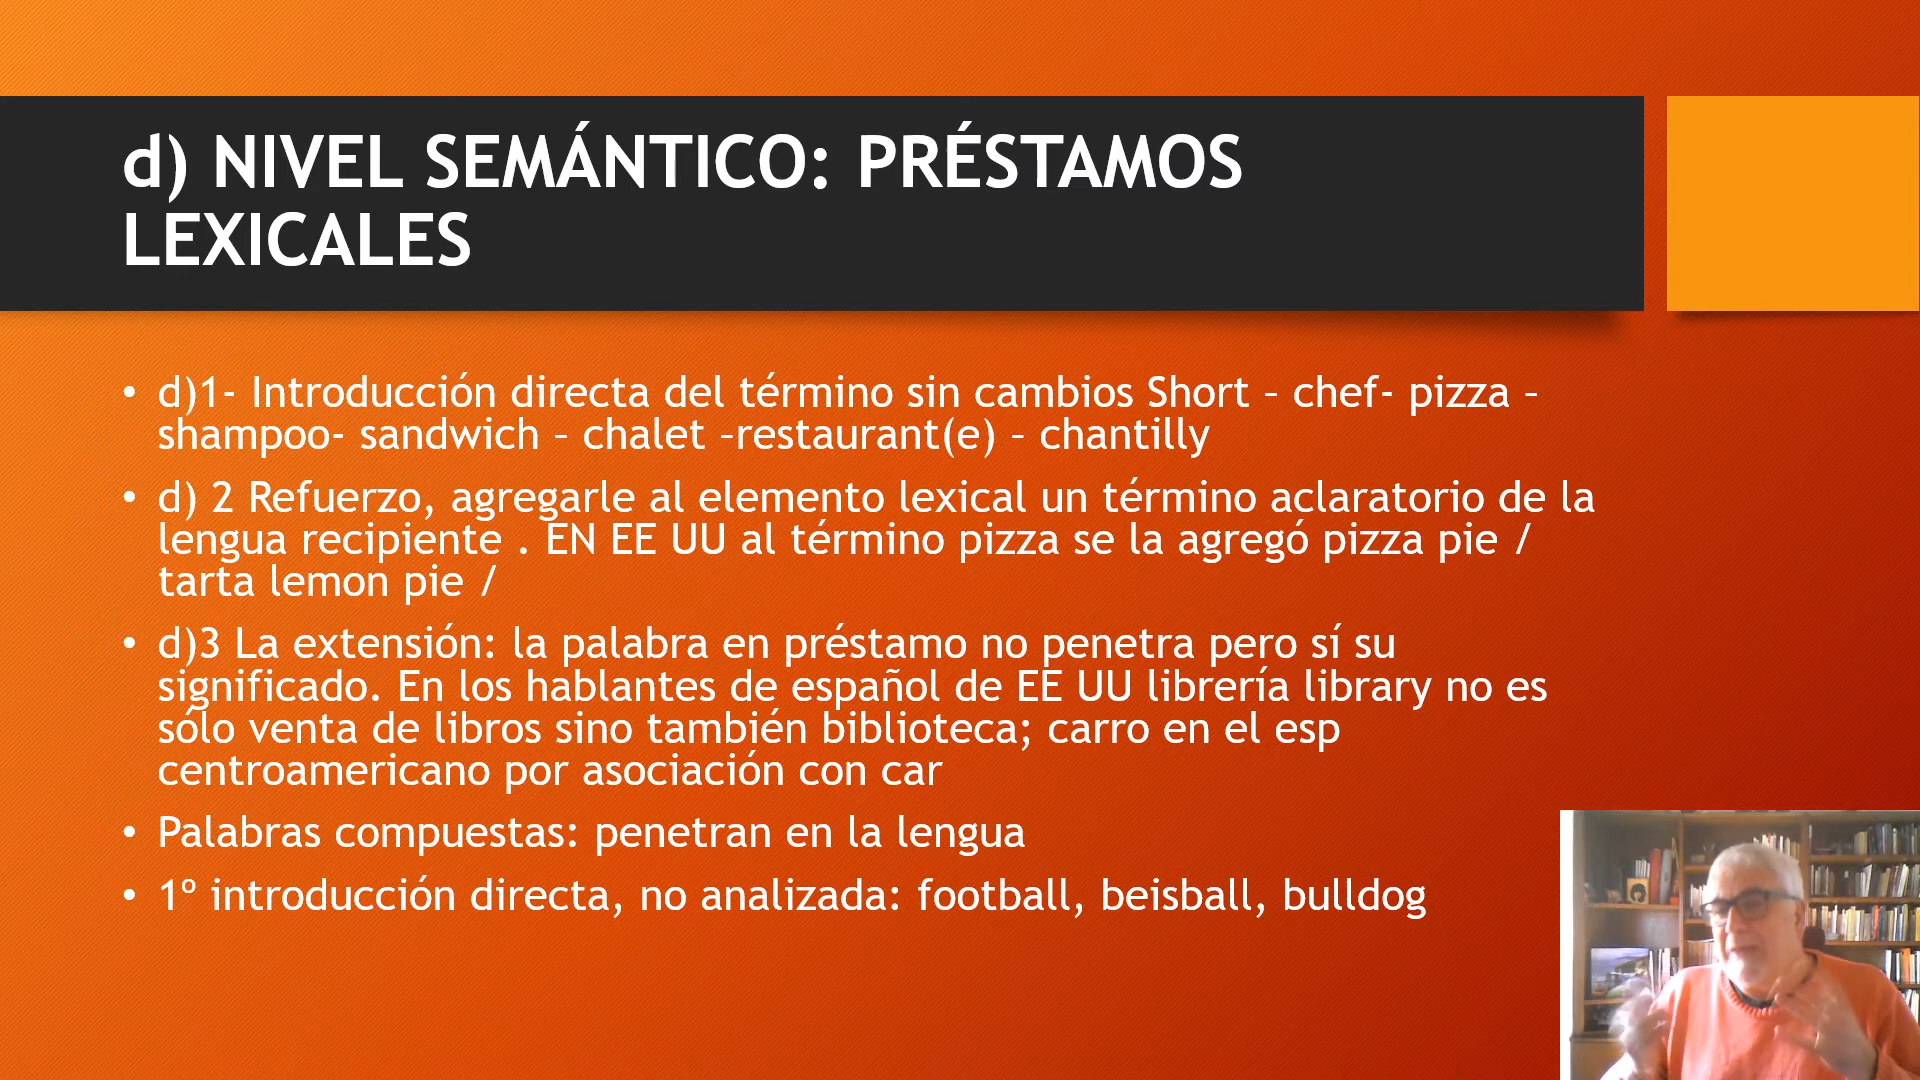 d) NIVEL SEMÁNTICO: PRÉSTAMOS
LEXICALES
• d)1- Introducción directa del término sin cambios Short – chef- pizza –
shampoo- sandwich – chalet –restaurant(e) – chantilly
• d) 2 Refuerzo, agregarle al elemento lexical un término aclaratorio de la
lengua recipiente . EN EE UU al término pizza se la agregó pizza pie /
tarta lemon pie /
• d)3 La extensión: la palabra en préstamo no penetra pero sí su
significado. En los hablantes de español de EE UU librería library no es
sólo venta de libros sino también biblioteca; carro en el esp
centroamericano por asociación con car
• Palabras compuestas: penetran en la lengua
• 1º introducción directa, no analizada: football, beisball, bulldog